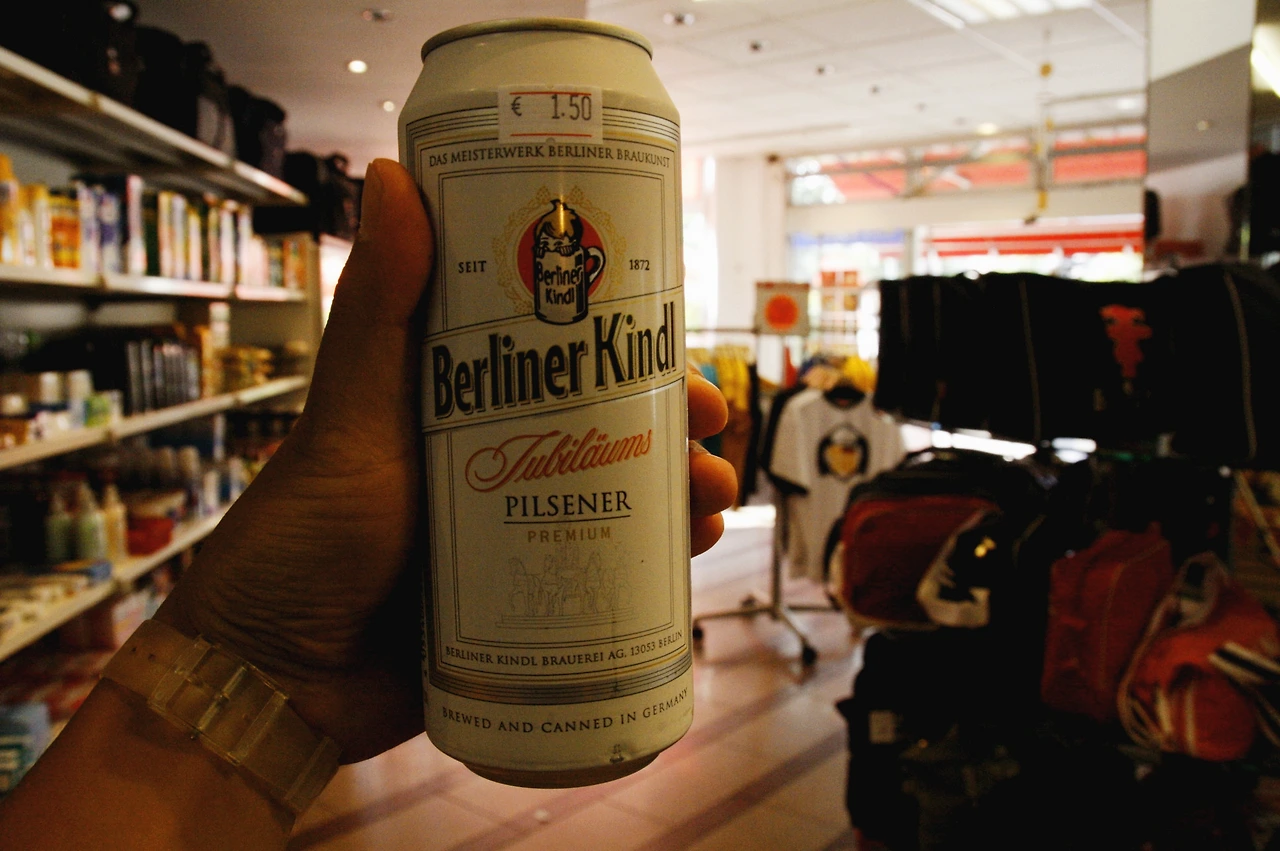 € 1.50
DAS MEISTERWERK BERLINER BRAUKUNST
SEIT 1872
Berliner
Kindl
Berliner Kindl
Jubiläums
PILSENER
PREMIUM
BERLINER KINDL BRAUEREI AG, 13053 BERLIN
BREWED AND CANNED IN GERMANY